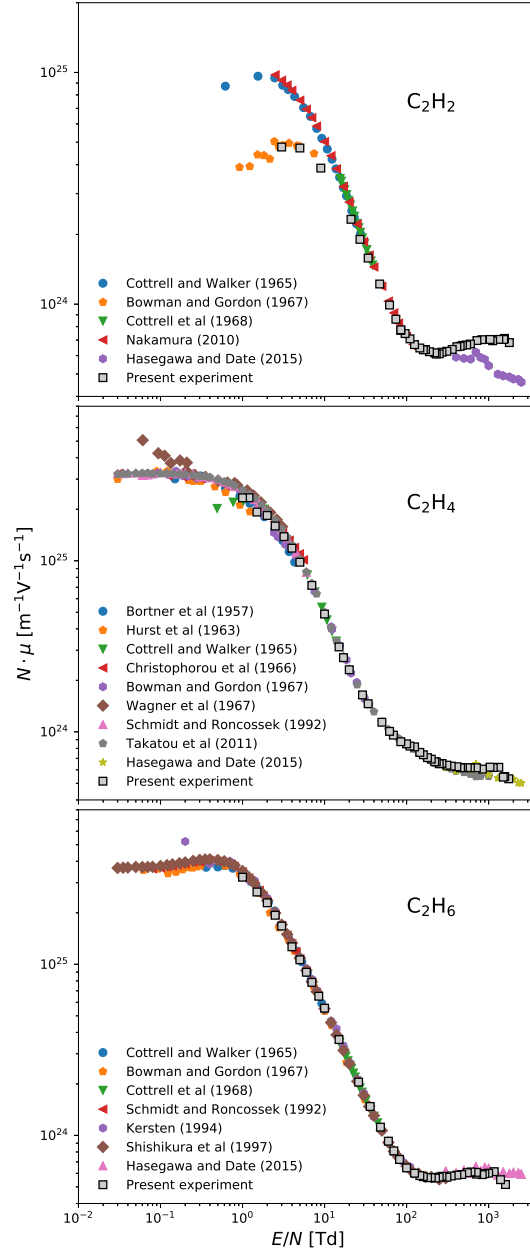 10²⁵
C₂H₂
10²⁴
Cottrell and Walker (1965)
Bowman and Gordon (1967)
Cottrell et al (1968)
Nakamura (2010)
Hasegawa and Date (2015)
Present experiment
C₂H₄
10²⁵
N · μ [m⁻¹V⁻¹s⁻¹]
Bortner et al (1957)
Hurst et al (1963)
Cottrell and Walker (1965)
Christophorou et al (1966)
Bowman and Gordon (1967)
Wagner et al (1967)
Schmidt and Roncossek (1992)
Takatou et al (2011)
Hasegawa and Date (2015)
Present experiment
10²⁴
C₂H₆
10²⁵
Cottrell and Walker (1965)
Bowman and Gordon (1967)
Cottrell et al (1968)
Schmidt and Roncossek (1992)
Kersten (1994)
Shishikura et al (1997)
Hasegawa and Date (2015)
Present experiment
10²⁴
10⁻² 10⁻¹ 10⁰ 10¹ 10² 10³
E/N [Td]